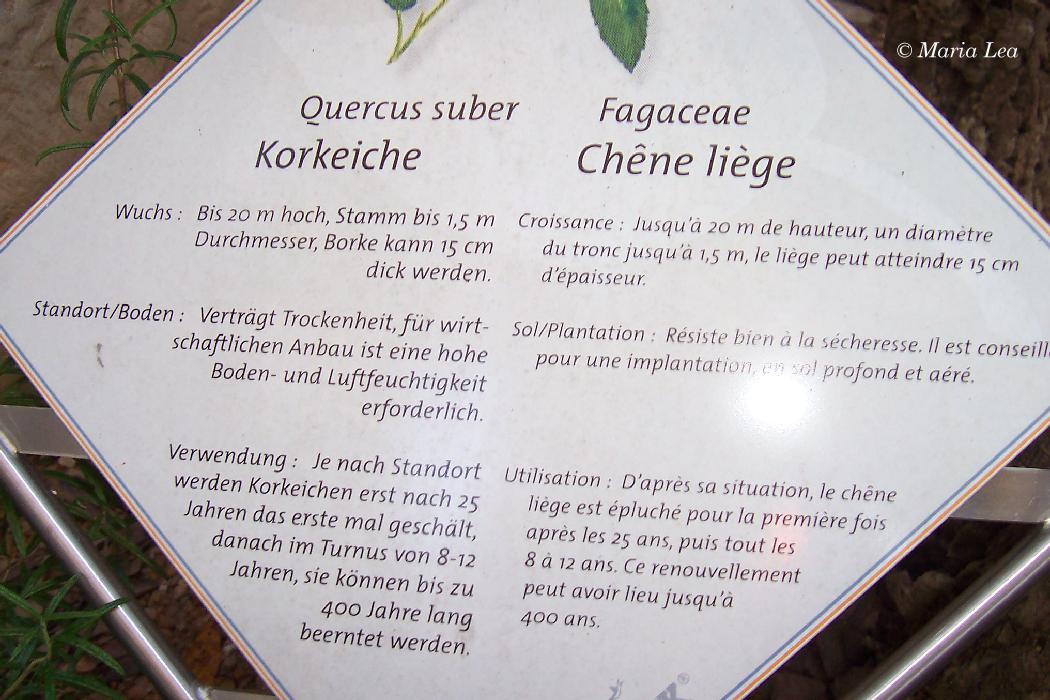 © Maria Lea
Quercus suber
Korkeiche
Wuchs : Bis 20 m hoch, Stamm bis 1,5 m
Durchmesser, Borke kann 15 cm
dick werden.
Standort/Boden : Verträgt Trockenheit, für wirt-
schaftlichen Anbau ist eine hohe
Boden- und Luftfeuchtigkeit
erforderlich.
Verwendung : Je nach Standort
werden Korkeichen erst nach 25
Jahren das erste mal geschält,
danach im Turnus von 8-12
Jahren, sie können bis zu
400 Jahre lang
beerntet werden.
Fagaceae
Chêne liège
Croissance : Jusqu'à 20 m de hauteur, un diamètre
du tronc jusqu'à 1,5 m, le liège peut atteindre 15 cm
d'épaisseur.
Sol/Plantation : Résiste bien à la sécheresse. Il est conseill
pour une implantation, en sol profond et aéré.
Utilisation : D'après sa situation, le chêne
liège est épluché pour la première fois
après les 25 ans, puis tout les
8 à 12 ans. Ce renouvellement
peut avoir lieu jusqu'à
400 ans.
®